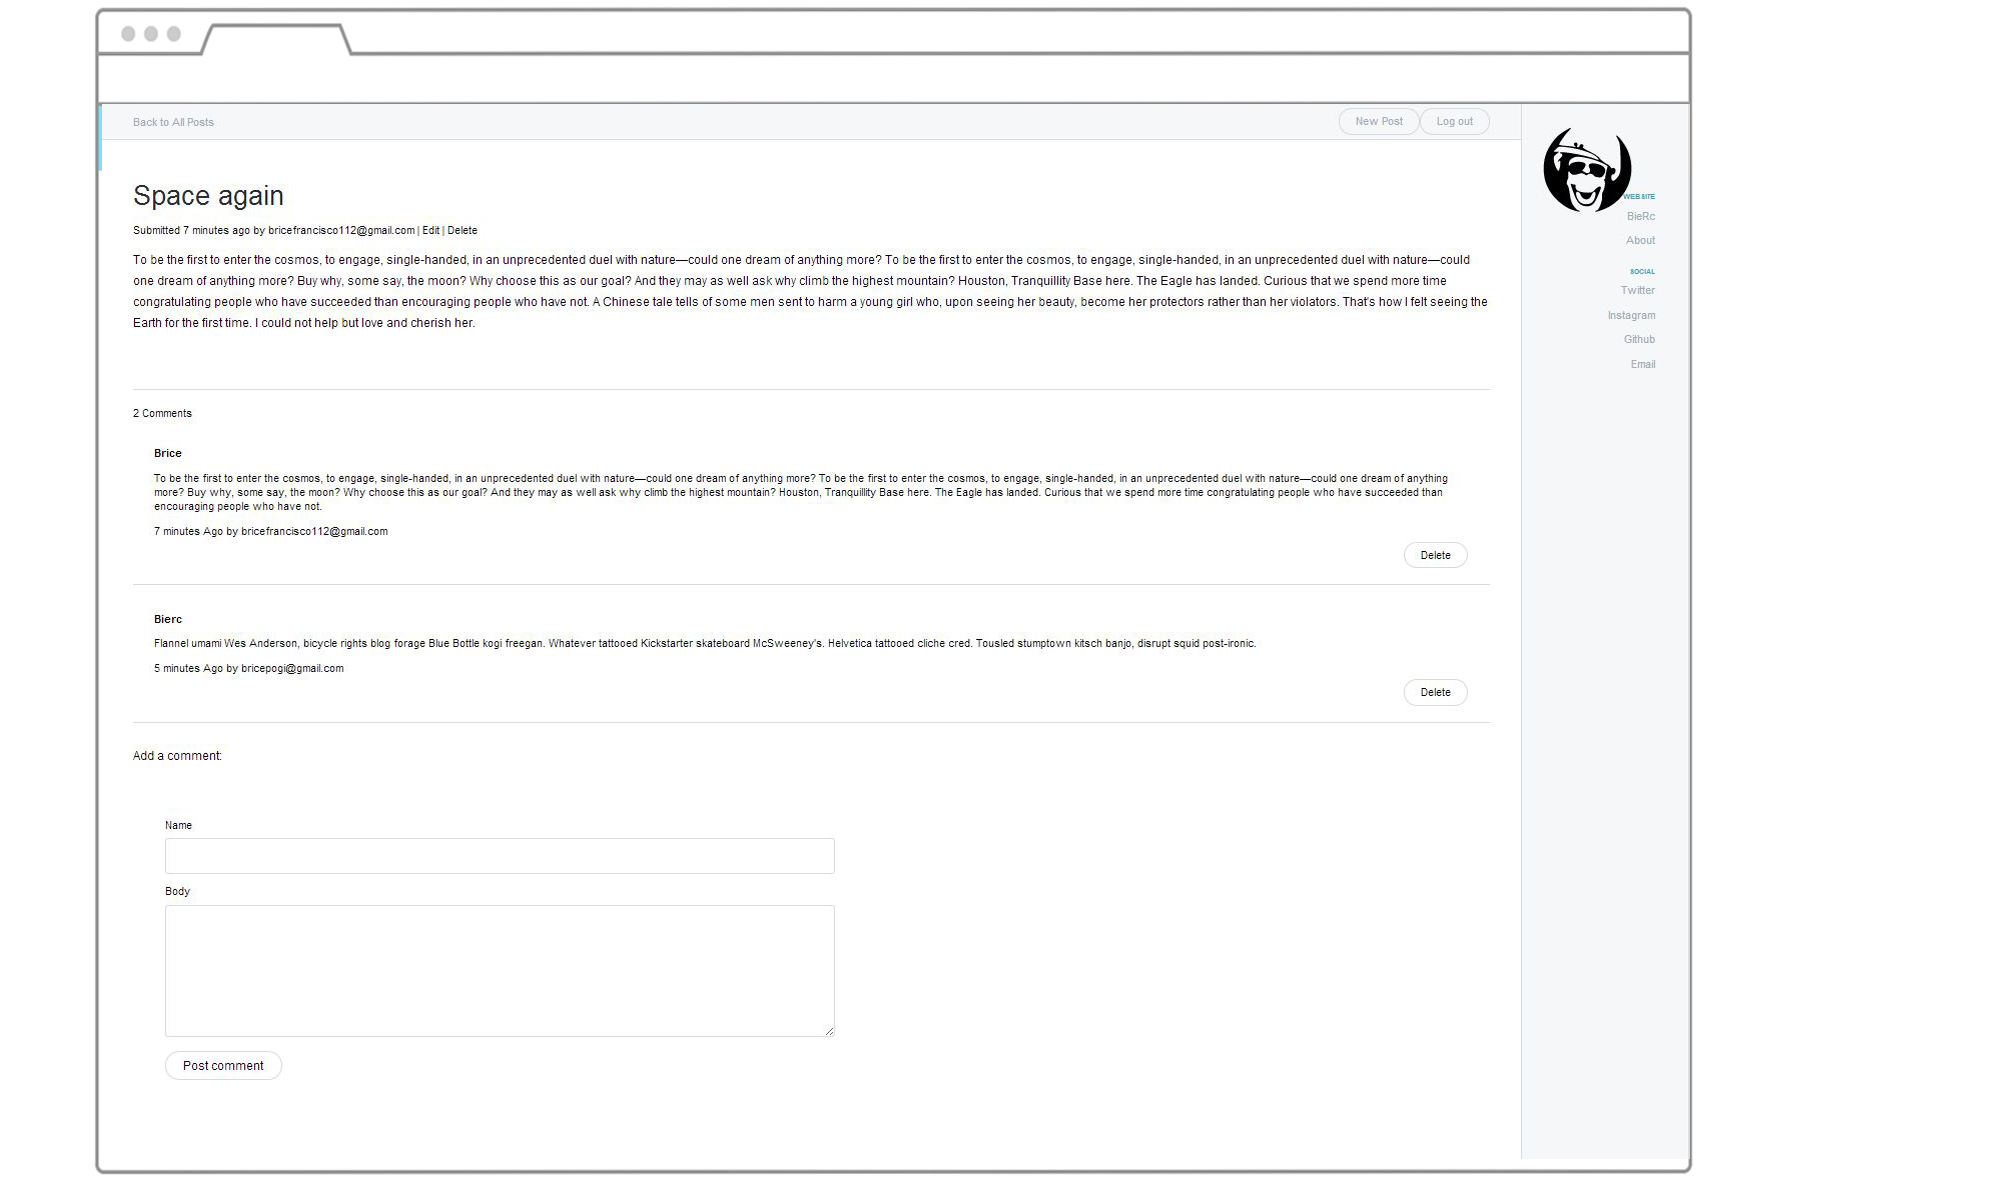 Back to All Posts
New Post
Log out
Space again
Submitted 7 minutes ago by bricefrancisco112@gmail.com | Edit | Delete
To be the first to enter the cosmos, to engage, single-handed, in an unprecedented duel with nature—could one dream of anything more? To be the first to enter the cosmos, to engage, single-handed, in an unprecedented duel with nature—could
one dream of anything more? Buy why, some say, the moon? Why choose this as our goal? And they may as well ask why climb the highest mountain? Houston, Tranquillity Base here. The Eagle has landed. Curious that we spend more time
congratulating people who have succeeded than encouraging people who have not. A Chinese tale tells of some men sent to harm a young girl who, upon seeing her beauty, become her protectors rather than her violators. That's how I felt seeing the
Earth for the first time. I could not help but love and cherish her.
2 Comments
Brice
To be the first to enter the cosmos, to engage, single-handed, in an unprecedented duel with nature—could one dream of anything more? To be the first to enter the cosmos, to engage, single-handed, in an unprecedented duel with nature—could one dream of anything
more? Buy why, some say, the moon? Why choose this as our goal? And they may as well ask why climb the highest mountain? Houston, Tranquillity Base here. The Eagle has landed. Curious that we spend more time congratulating people who have succeeded than
encouraging people who have not.
7 minutes Ago by bricefrancisco112@gmail.com
Delete
Bierc
Flannel umami Wes Anderson, bicycle rights blog forage Blue Bottle kogi freegan. Whatever tattooed Kickstarter skateboard McSweeney's. Helvetica tattooed cliche cred. Tousled stumptown kitsch banjo, disrupt squid post-ironic.
5 minutes Ago by bricepogi@gmail.com
Delete
Add a comment:
Name
Body
Post comment
WEBSITE
BieRc
About
SOCIAL
Twitter
Instagram
Github
Email